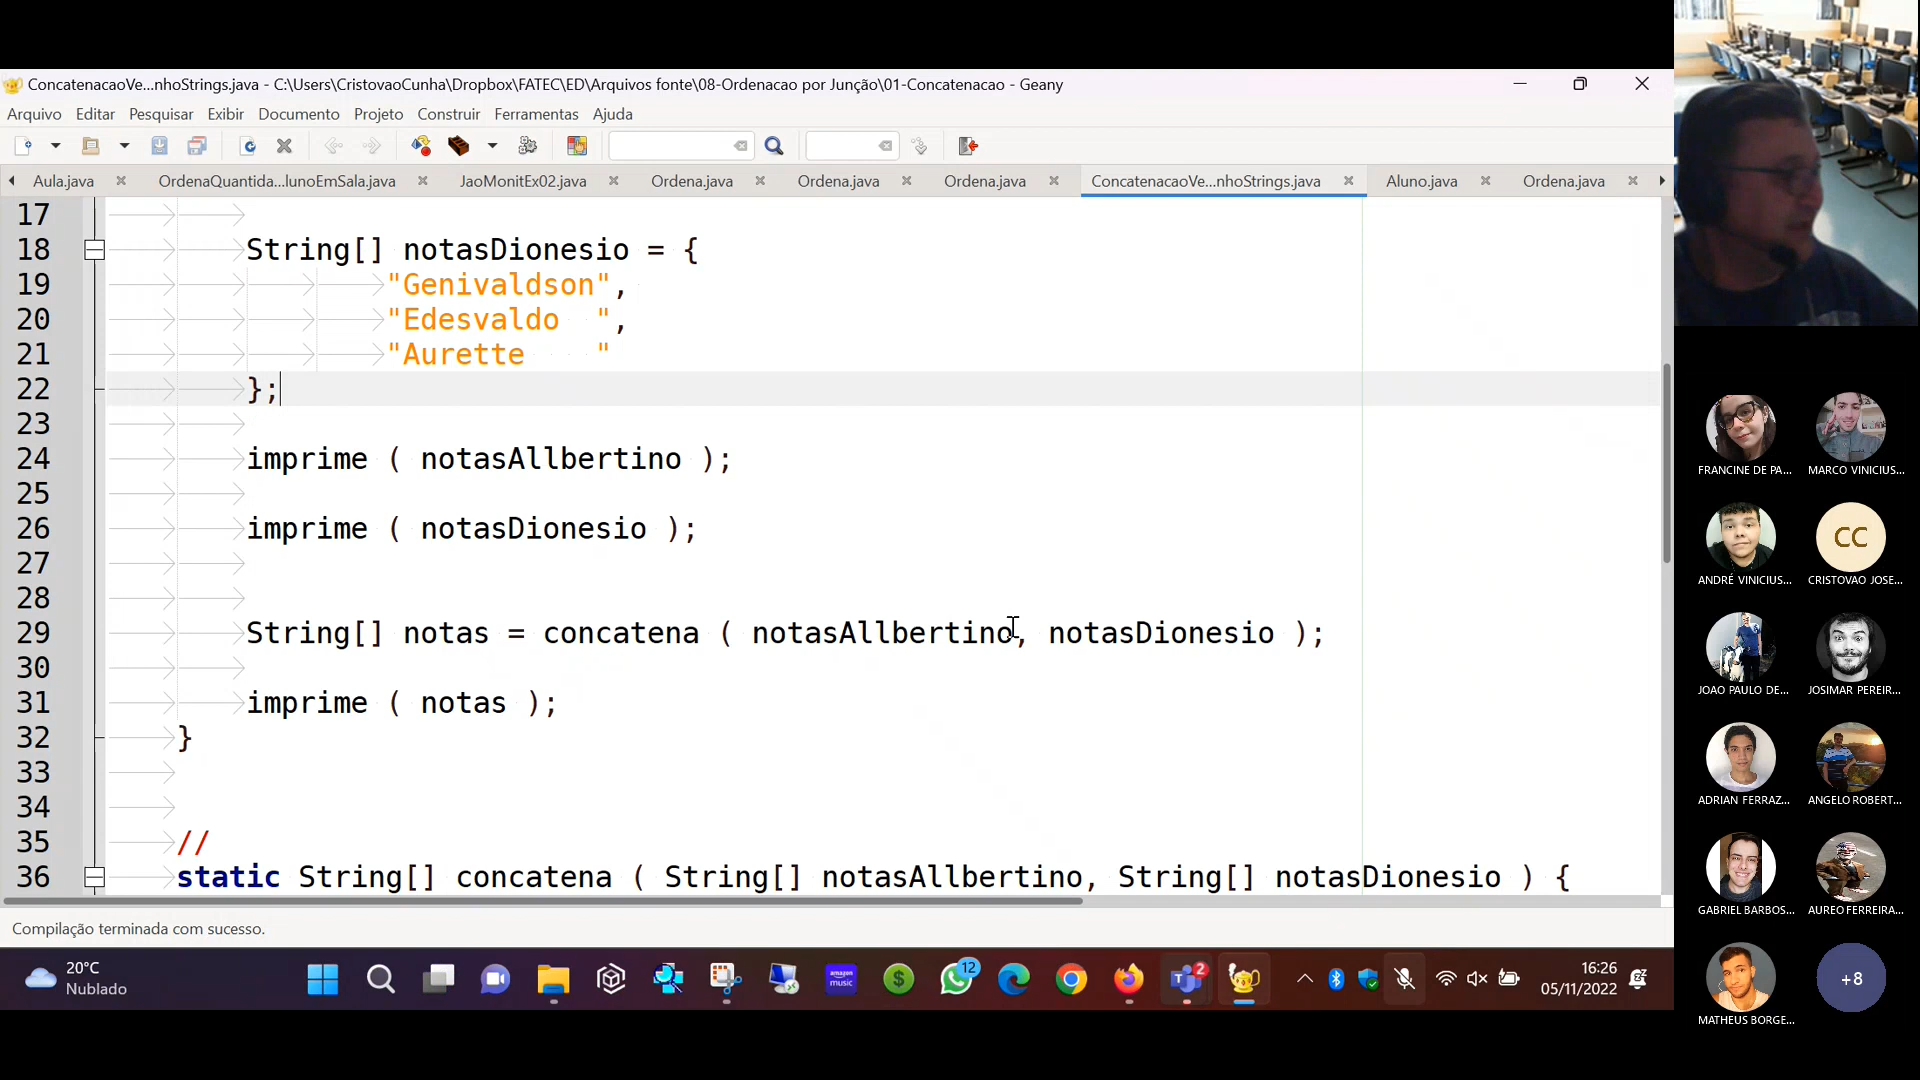 ConcatenacaoVe...nhoStrings.java - C:\Users\CristovaoCunha\Dropbox\FATEC\ED\Arquivos fonte\08-Ordenacao por Junção\01-Concatenacao - Geany
Arquivo Editar Pesquisar Exibir Documento Projeto Construir Ferramentas Ajuda
Aula.java OrdenaQuantida...lunoEmSala.java JaoMonitEx02.java Ordena.java Ordena.java Ordena.java ConcatenacaoVe...nhoStrings.java Aluno.java Ordena.java
17
18 String[] notasDionesio = {
19 "Genivaldson",
20 "Edesvaldo  ",
21 "Aurette    "
22 };
23
24 imprime ( notasAllbertino );
25
26 imprime ( notasDionesio );
27
28
29 String[] notas = concatena ( notasAllbertino, notasDionesio );
30
31 imprime ( notas );
32 }
33
34
35 //
36 static String[] concatena ( String[] notasAllbertino, String[] notasDionesio ) {
Compilação terminada com sucesso.
20°C
Nublado
amazon music
$
12
2
16:26
05/11/2022
FRANCINE DE PA... MARCO VINICIUS...
CC
ANDRÉ VINICIUS... CRISTOVAO JOSE...
JOAO PAULO DE... JOSIMAR PEREIR...
ADRIAN FERRAZ... ANGELO ROBERT...
GABRIEL BARBOS... AUREO FERREIRA...
+8
MATHEUS BORGE...